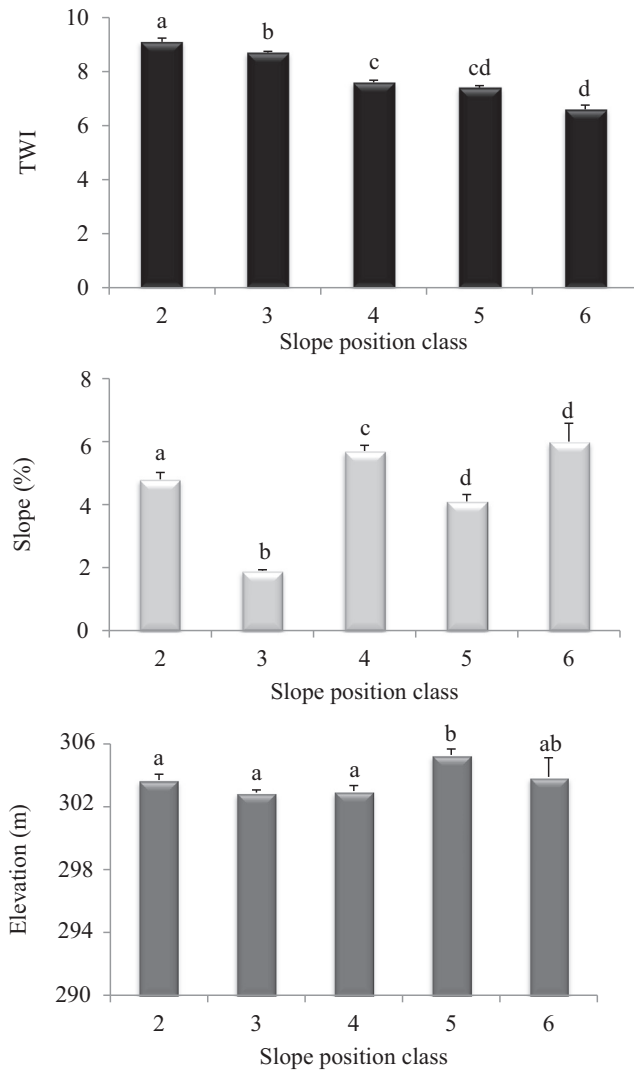 10
8
6
4
2
0
TWI
a
b
c
cd
d
2 3 4 5 6
Slope position class
8
6
4
2
0
Slope (%)
a
b
c
d
d
2 3 4 5 6
Slope position class
306
302
298
294
290
Elevation (m)
a
a
a
b
ab
2 3 4 5 6
Slope position class